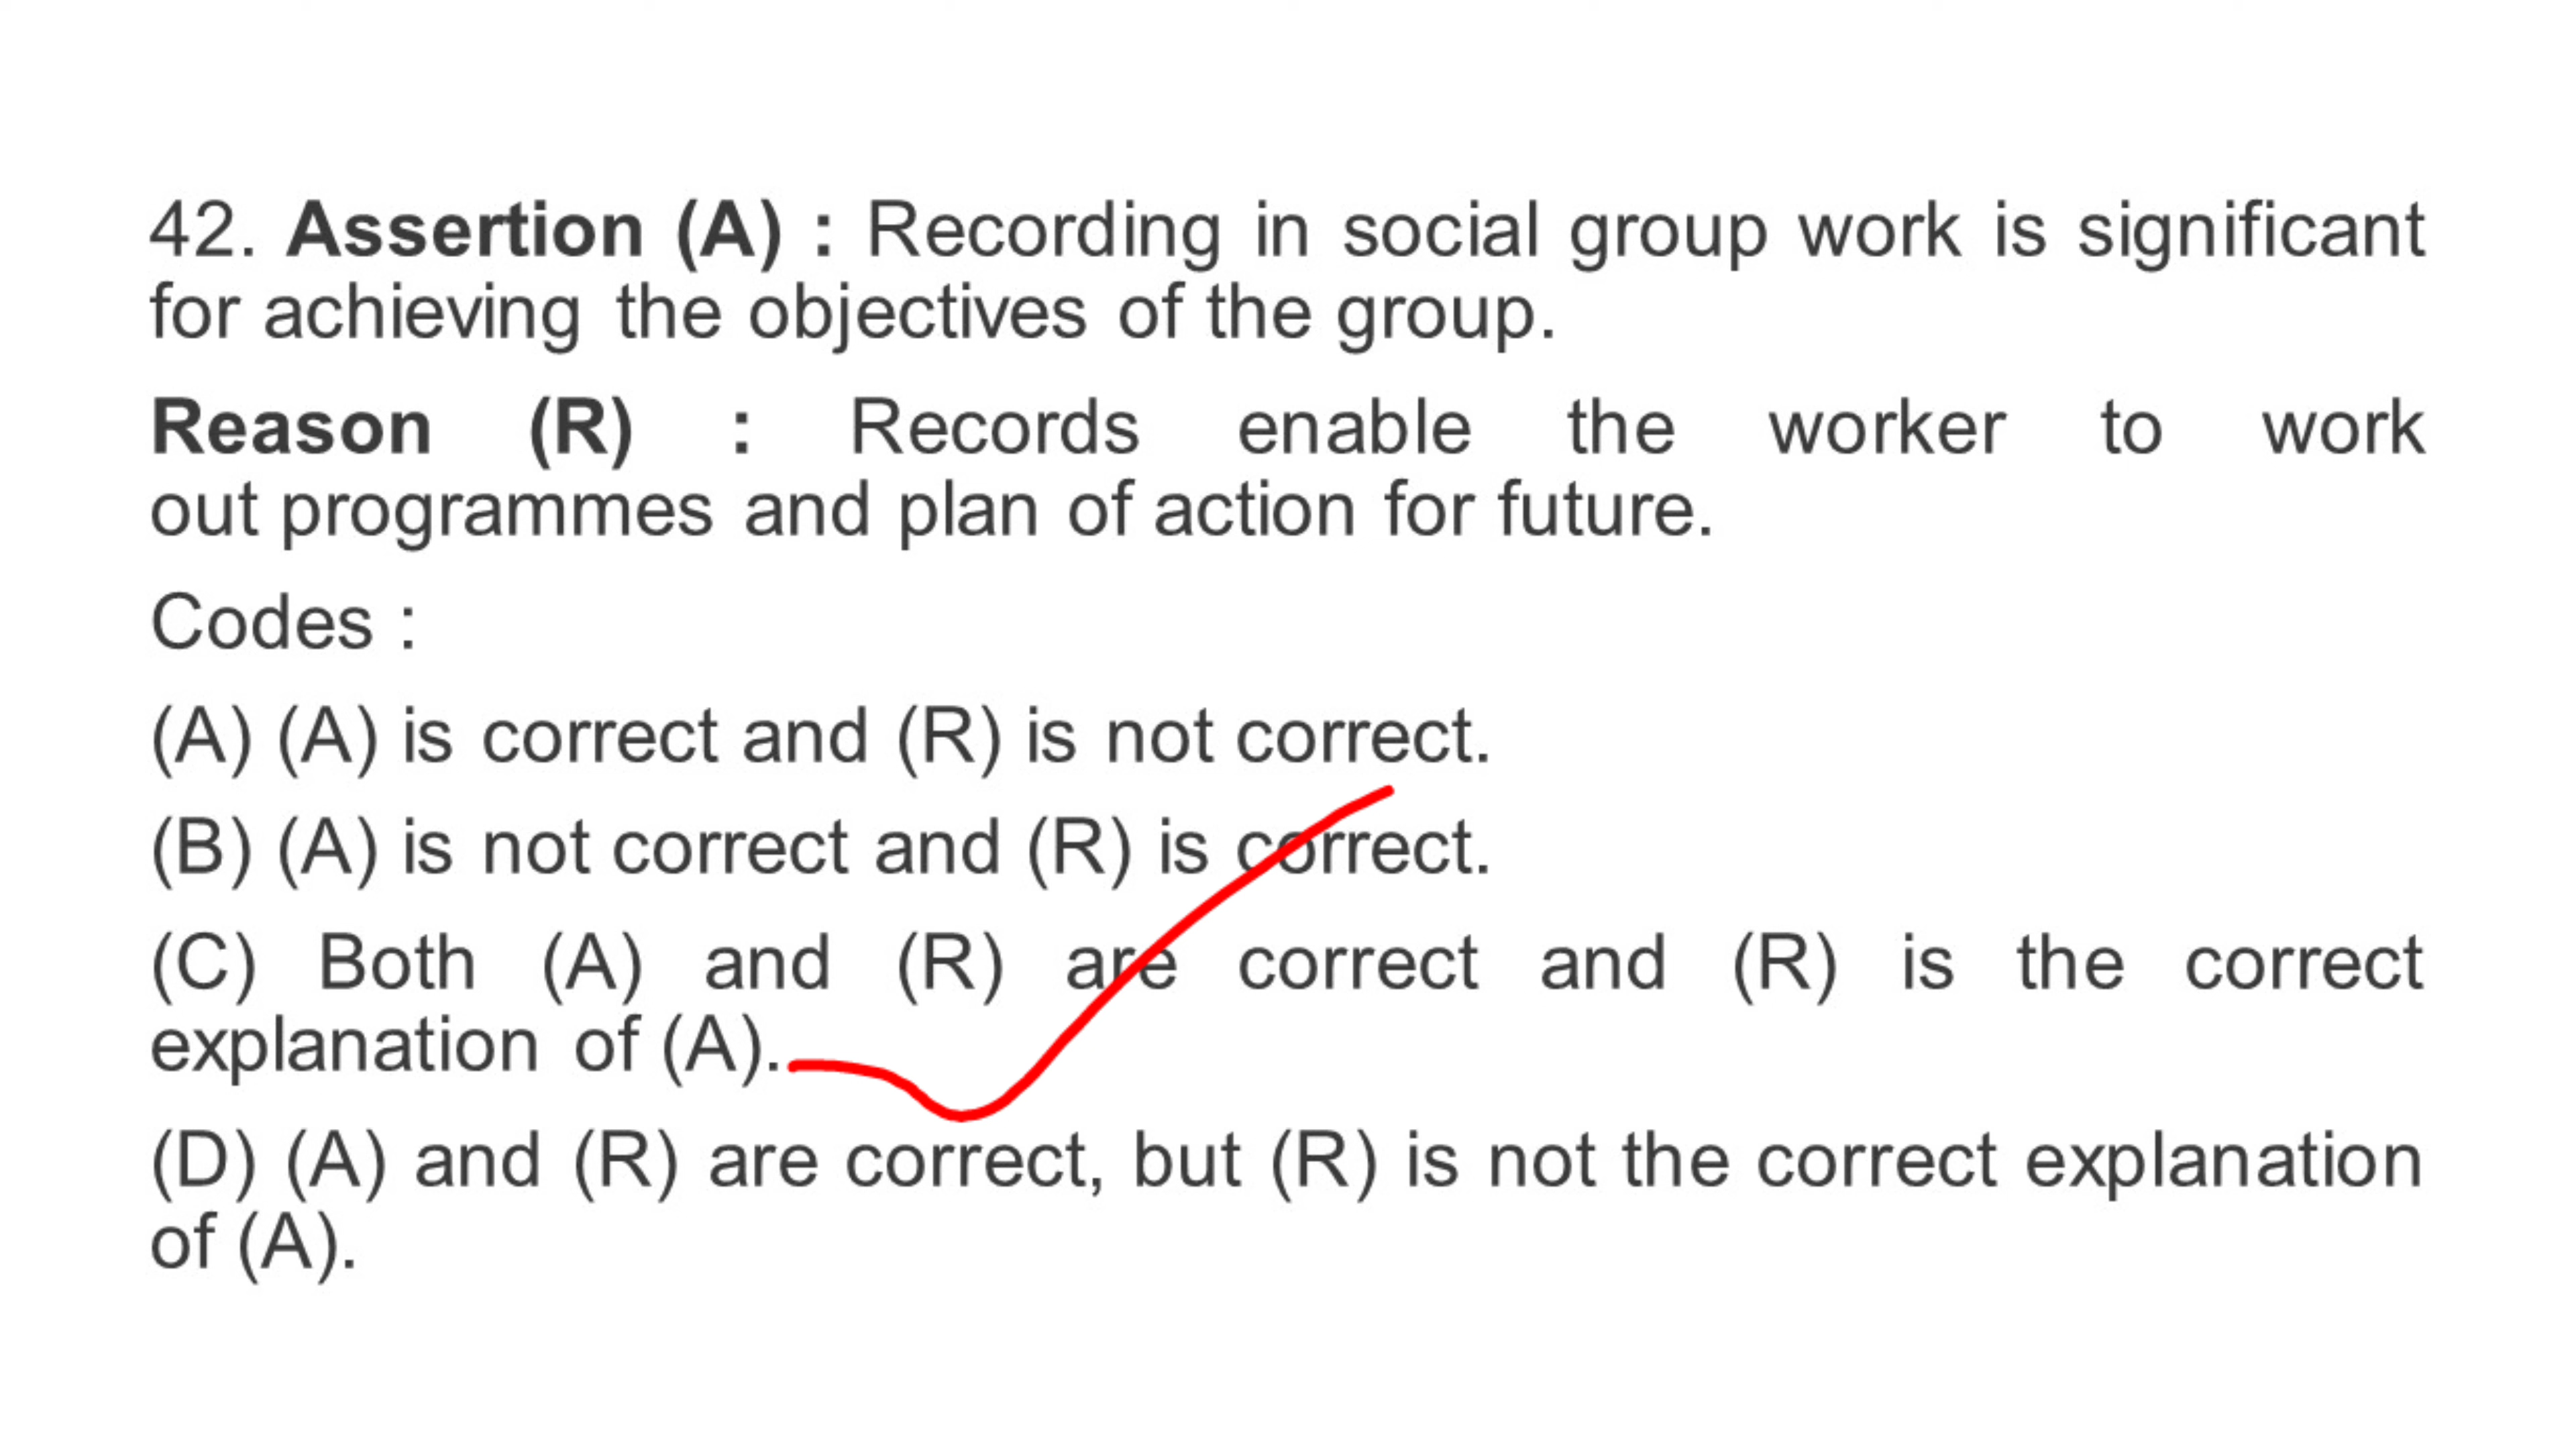 42. Assertion (A) : Recording in social group work is significant
for achieving the objectives of the group.
Reason (R) : Records enable the worker to work
out programmes and plan of action for future.
Codes :
(A) (A) is correct and (R) is not correct.
(B) (A) is not correct and (R) is correct.
(C) Both (A) and (R) are correct and (R) is the correct
explanation of (A).
(D) (A) and (R) are correct, but (R) is not the correct explanation
of (A).